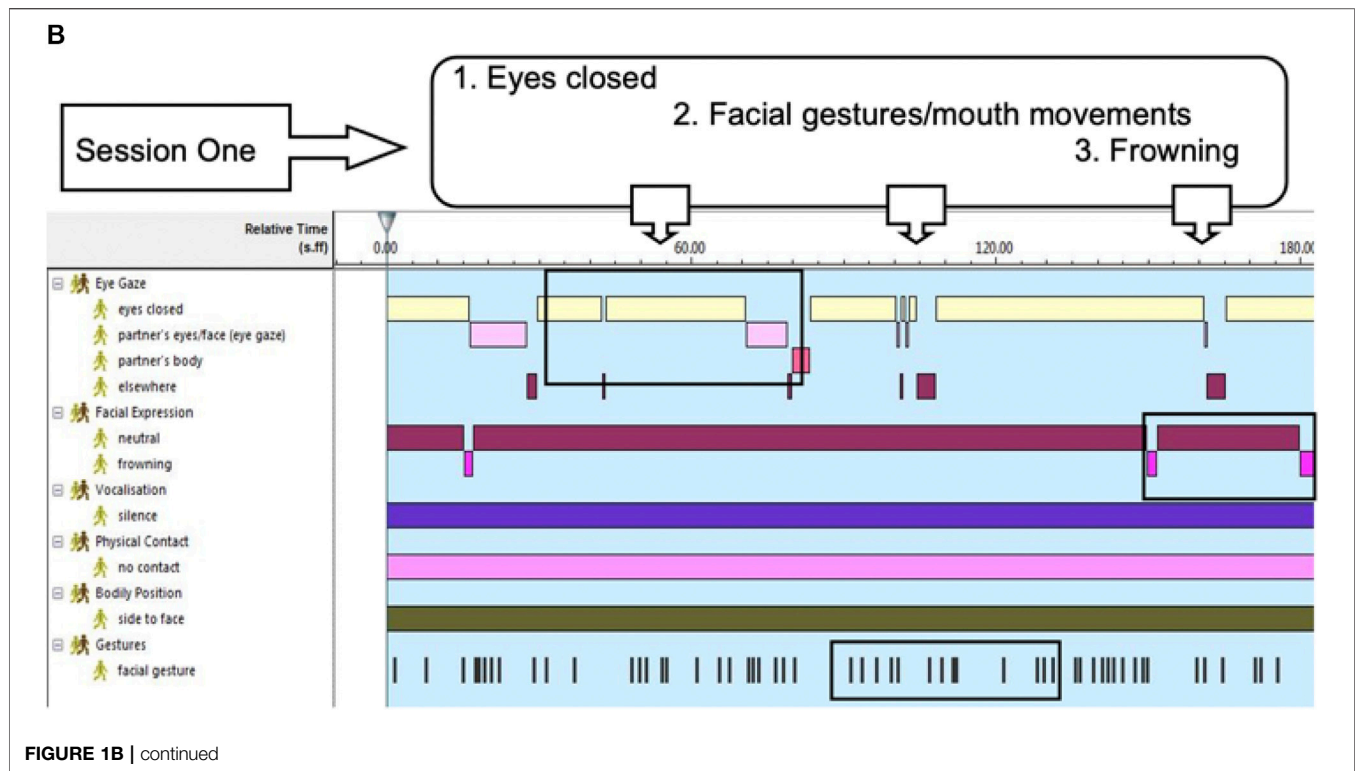 B
1. Eyes closed
2. Facial gestures/mouth movements
3. Frowning
Session One
Relative Time
(s.ff)
0.00 60.00 120.00 180.00
Eye Gaze
eyes closed
partner's eyes/face (eye gaze)
partner's body
elsewhere
Facial Expression
neutral
frowning
Vocalisation
silence
Physical Contact
no contact
Bodily Position
side to face
Gestures
facial gesture
FIGURE 1B | continued